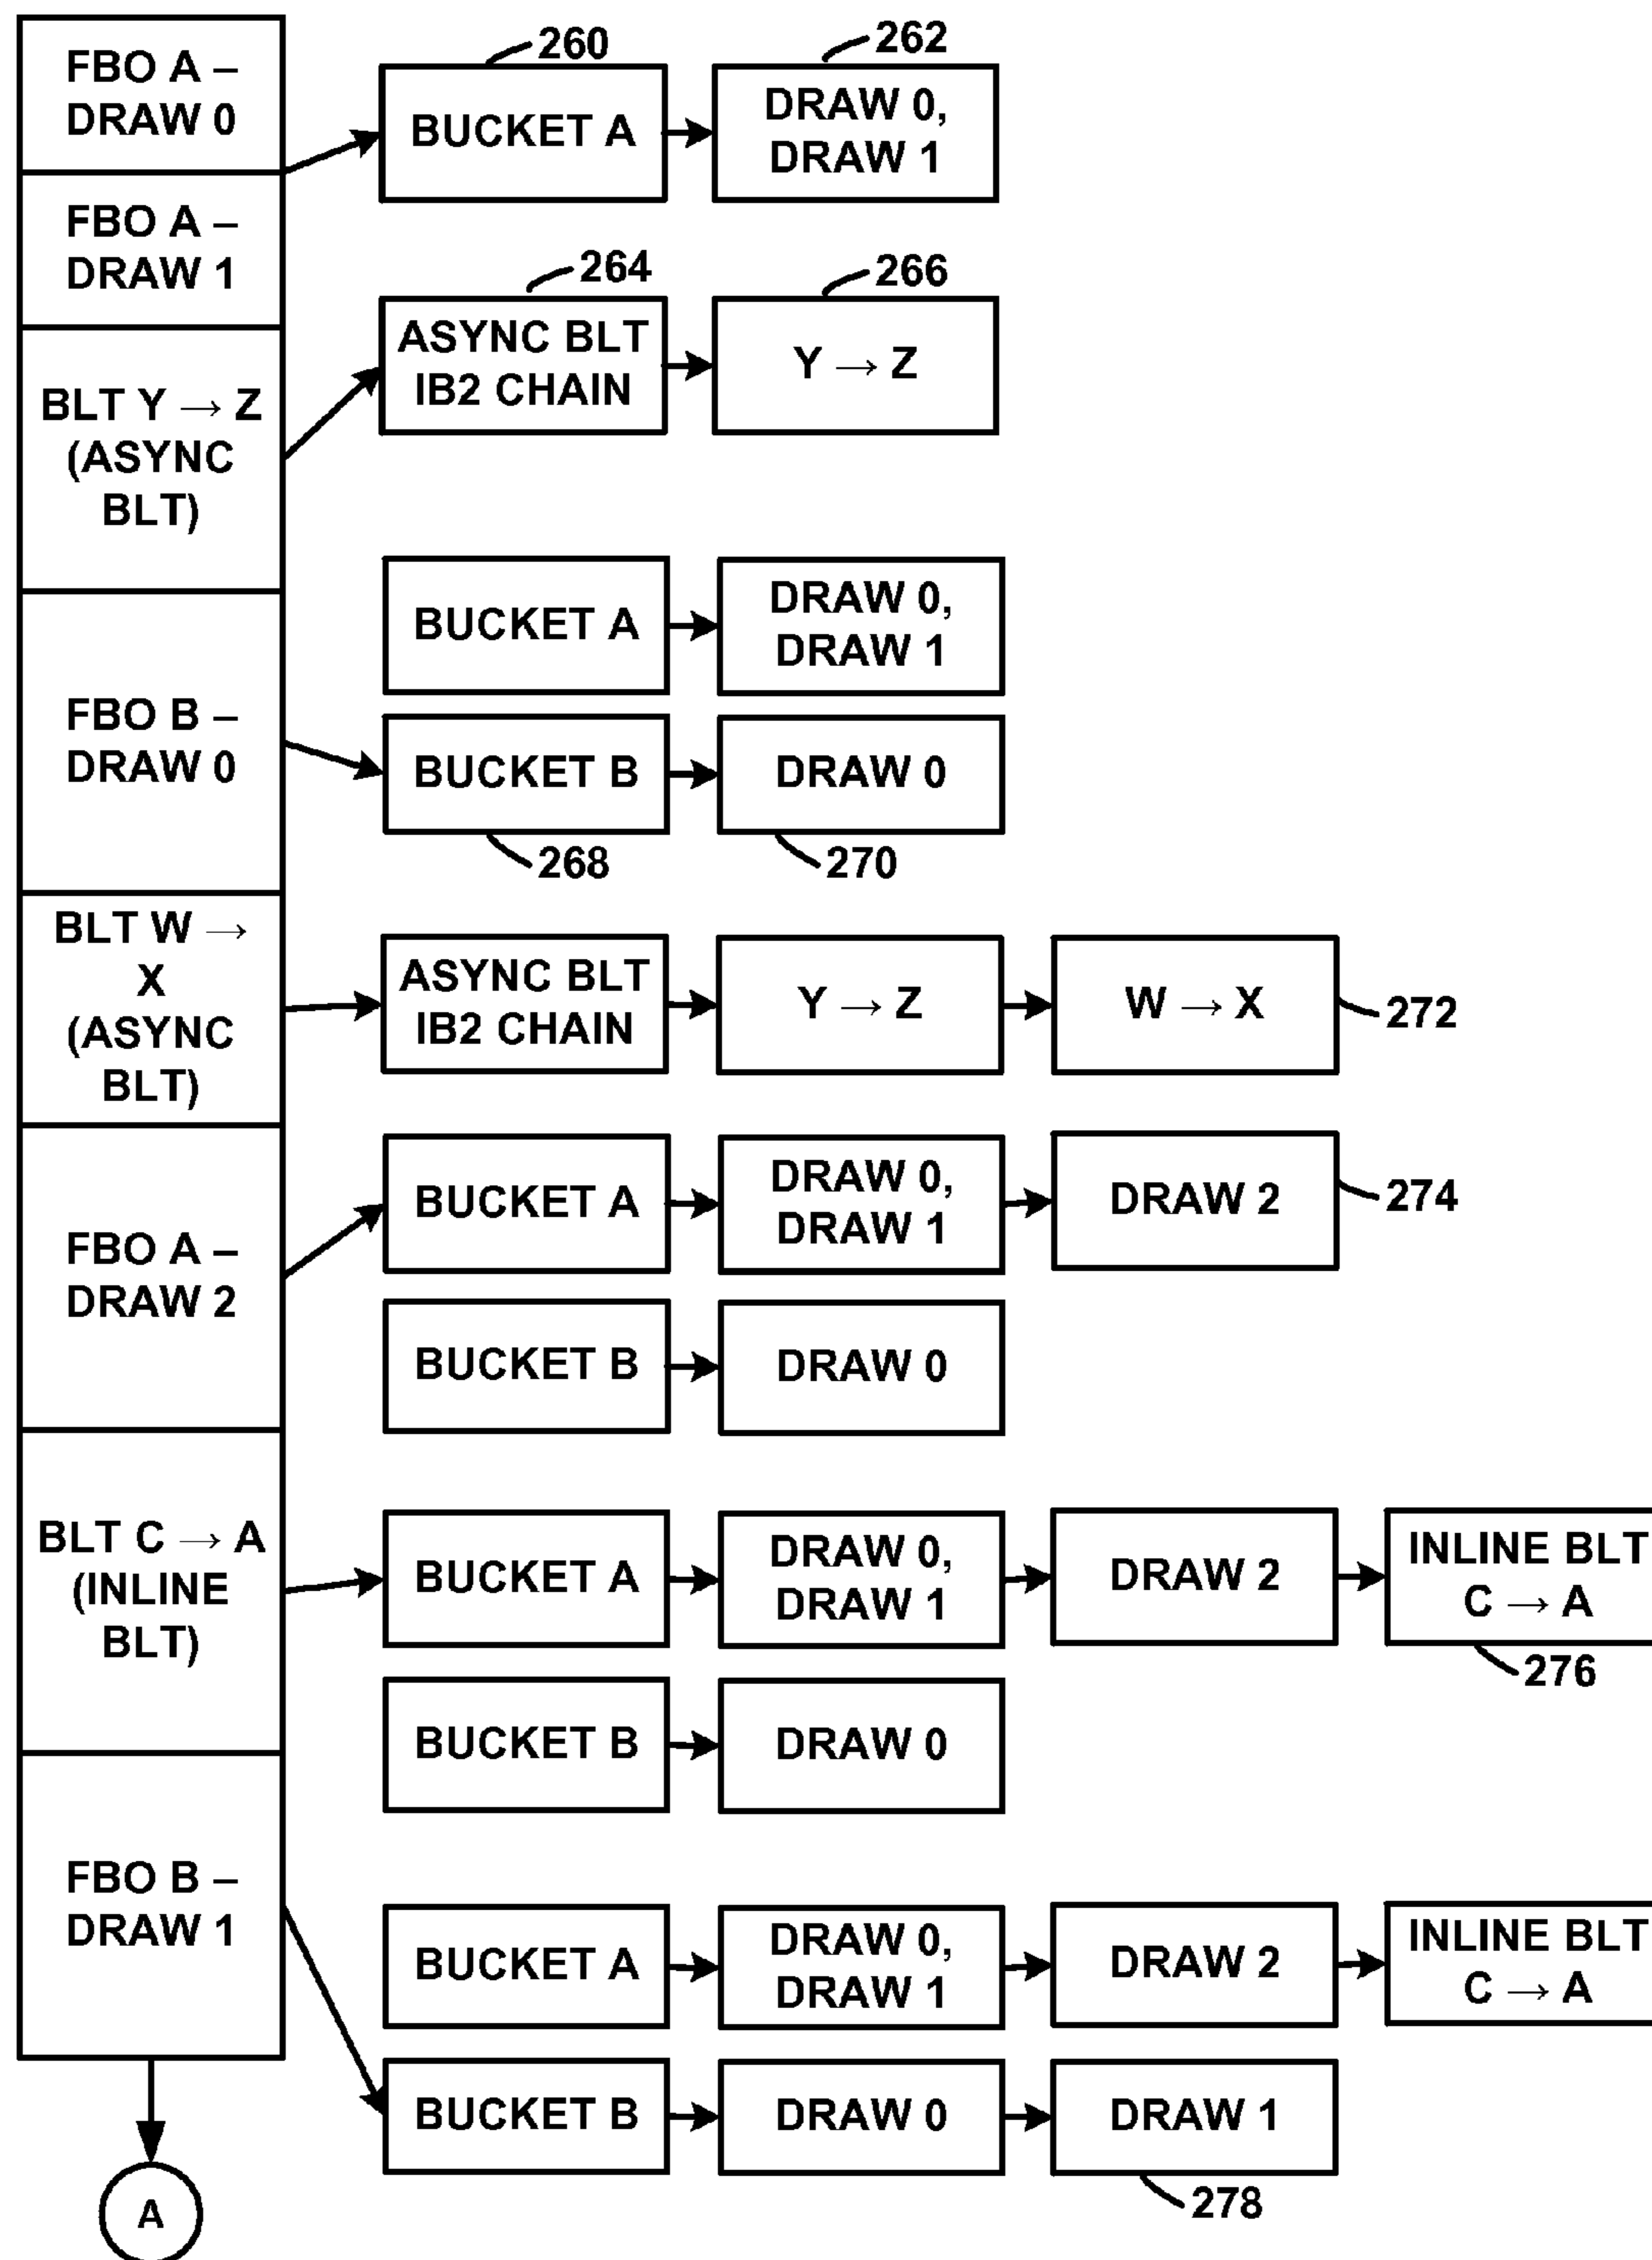 FBO A –
DRAW 0
260
BUCKET A
262
DRAW 0,
DRAW 1
FBO A –
DRAW 1
BLT Y → Z
(ASYNC
BLT)
264
ASYNC BLT
IB2 CHAIN
266
Y → Z
FBO B –
DRAW 0
BUCKET A
DRAW 0,
DRAW 1
BUCKET B
268
DRAW 0
270
BLT W →
X
(ASYNC
BLT)
ASYNC BLT
IB2 CHAIN
Y → Z
W → X
272
FBO A –
DRAW 2
BUCKET A
DRAW 0,
DRAW 1
DRAW 2
274
BUCKET B
DRAW 0
BLT C → A
(INLINE
BLT)
BUCKET A
DRAW 0,
DRAW 1
DRAW 2
INLINE BLT
C → A
276
BUCKET B
DRAW 0
FBO B –
DRAW 1
BUCKET A
DRAW 0,
DRAW 1
DRAW 2
INLINE BLT
C → A
BUCKET B
DRAW 0
DRAW 1
278
A